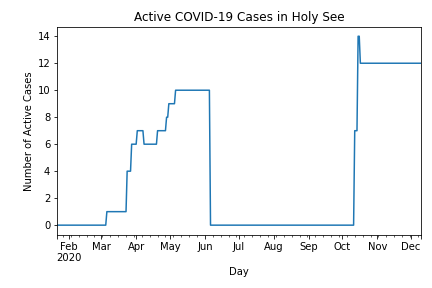 Active COVID-19 Cases in Holy See
Number of Active Cases
14
12
10
8
6
4
2
0
Feb Mar Apr May Jun Jul Aug Sep Oct Nov Dec
2020
Day